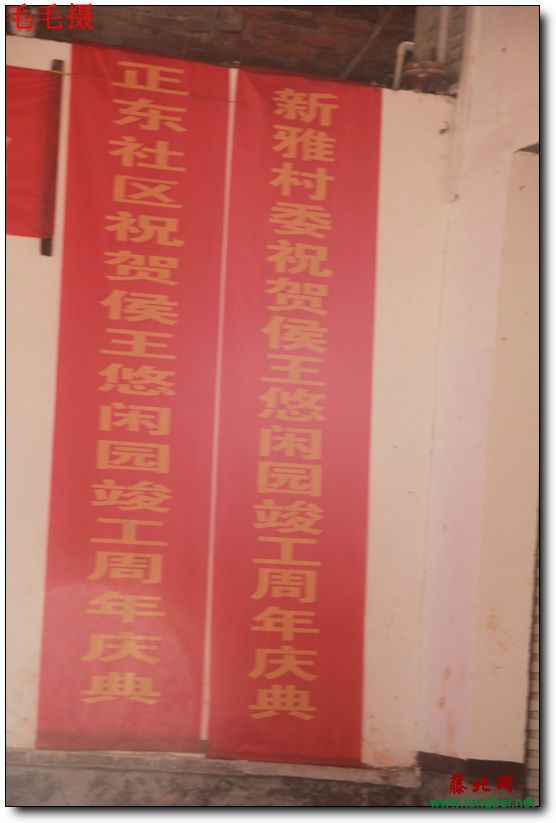 毛毛摄
新雅村委祝贺侯王悠闲园竣工周年庆典
正东社区祝贺侯王悠闲园竣工周年庆典
藤北网
www.tengbei.net